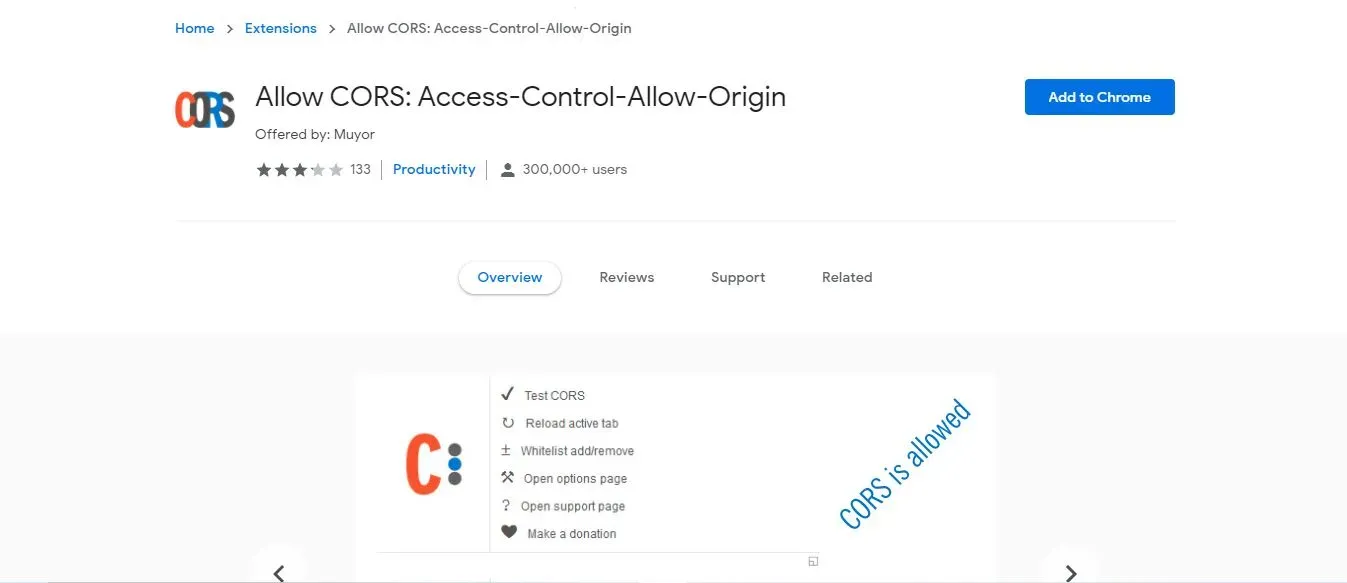 Home > Extensions > Allow CORS: Access-Control-Allow-Origin
CORS
Allow CORS: Access-Control-Allow-Origin
Add to Chrome
Offered by: Muyor
133 Productivity 300,000+ users
Overview Reviews Support Related
C
Test CORS
Reload active tab
± Whitelist add/remove
Open options page
? Open support page
Make a donation
CORS is allowed